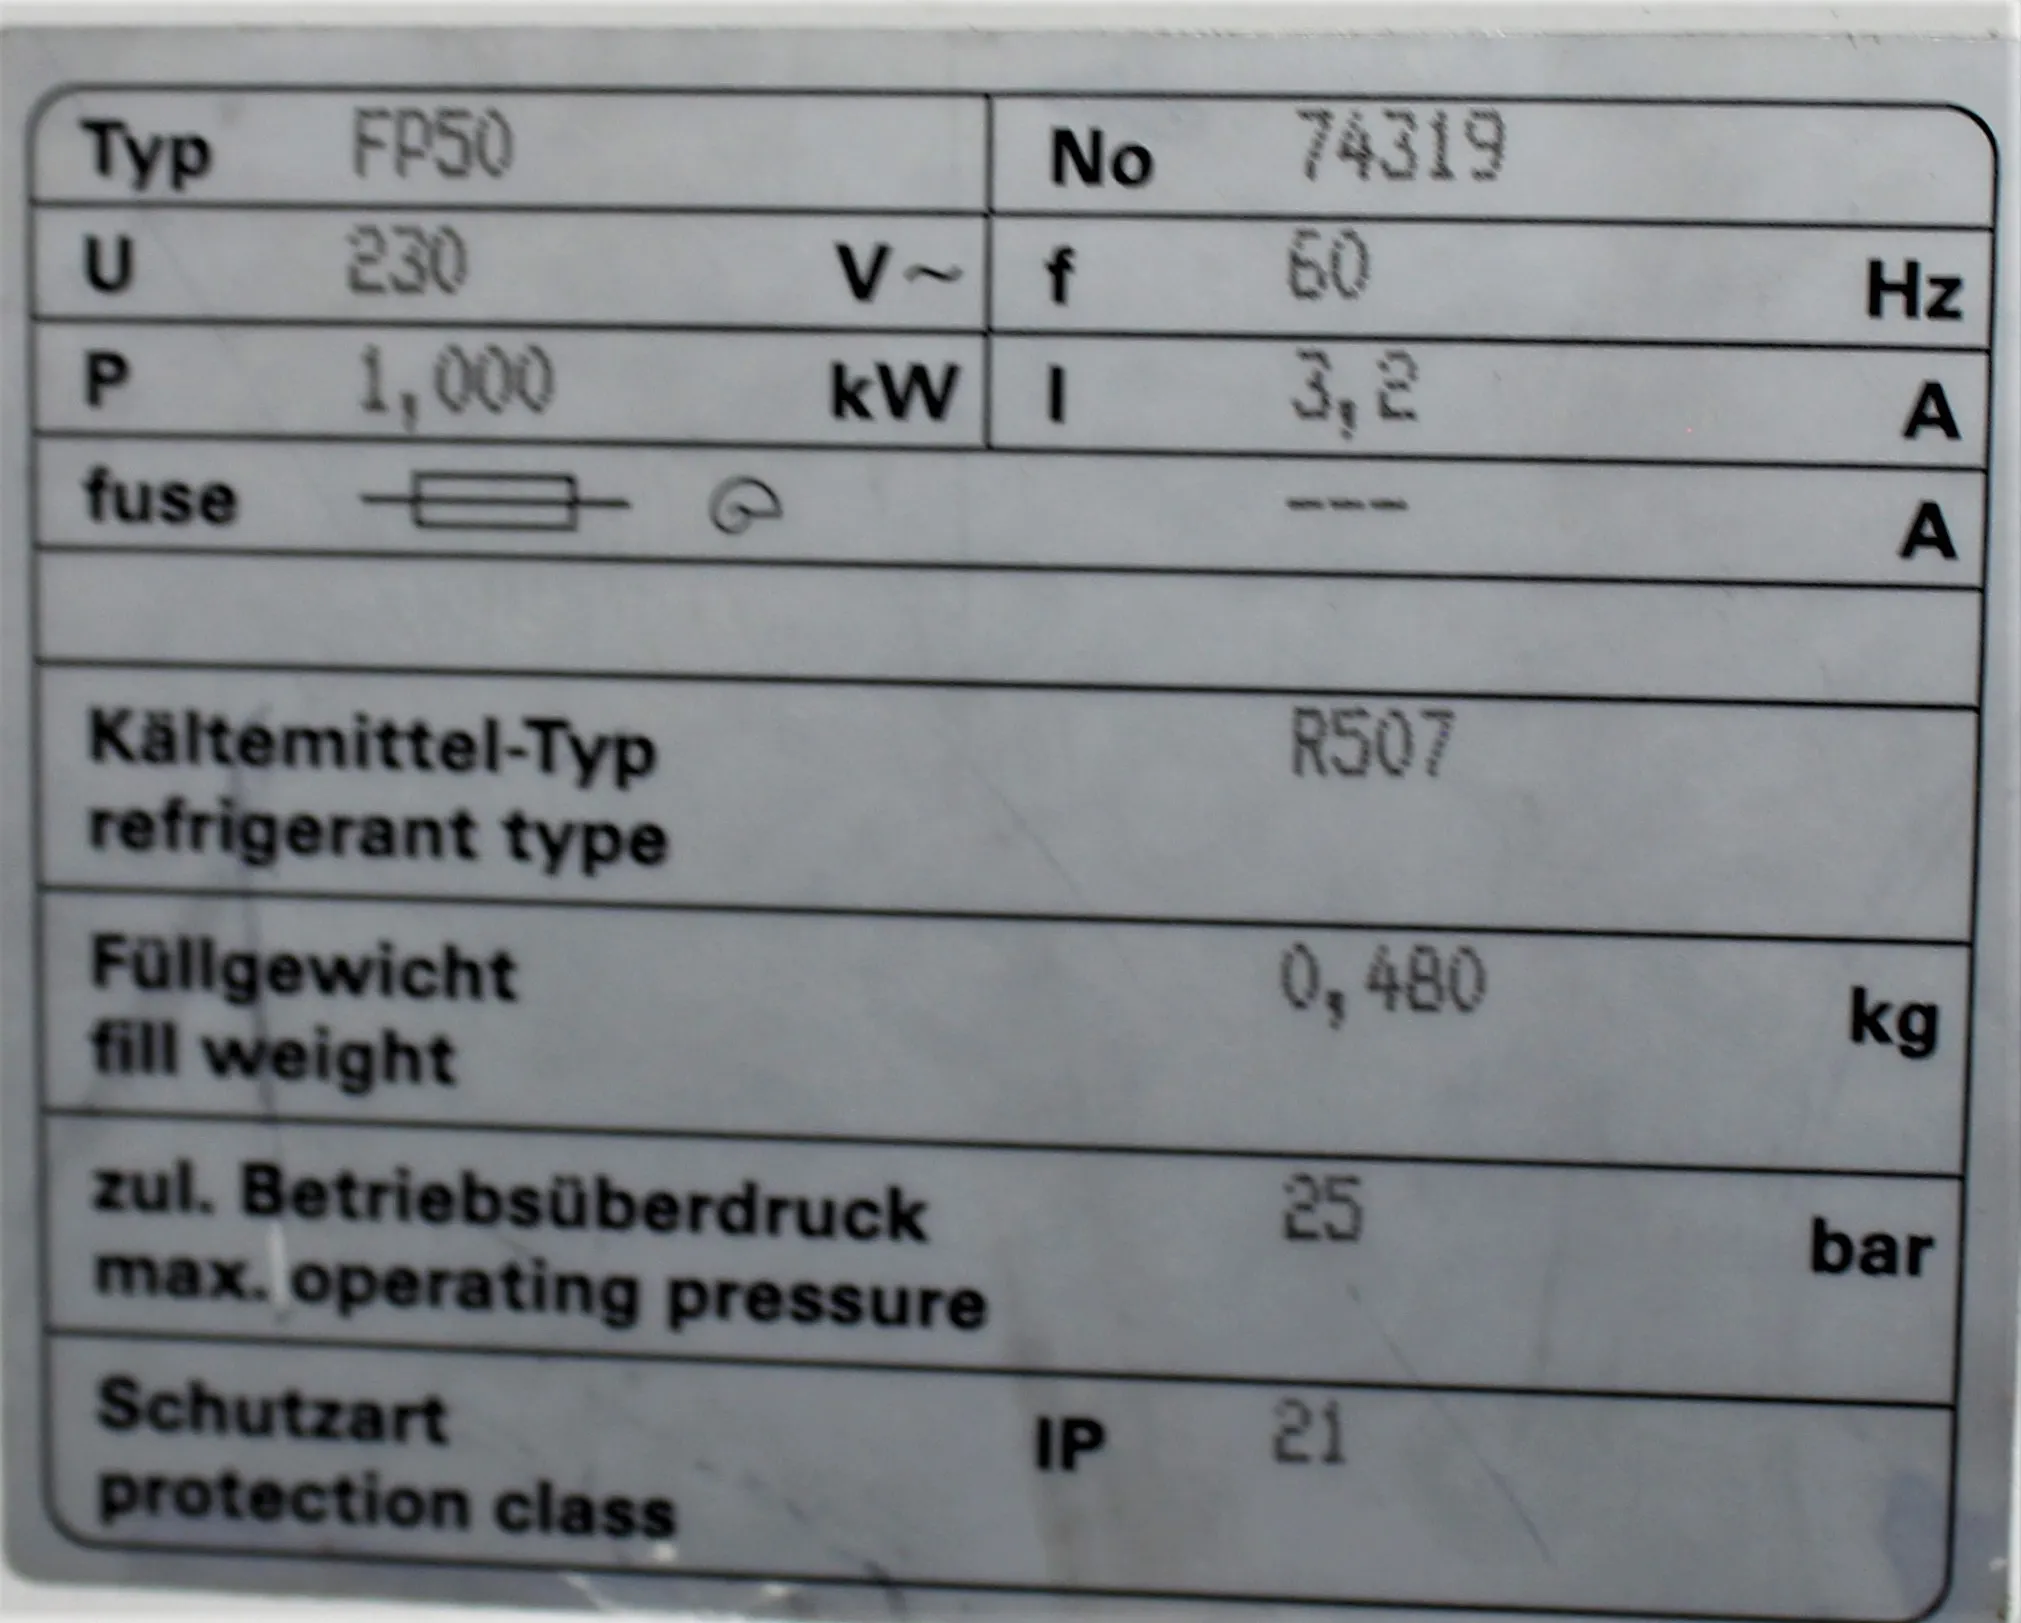 Typ FP50 No 74319
U 230 V~ f 60 Hz
P 1,000 kW I 3,2 A
fuse --- A
Kältemittel-Typ R507
refrigerant type
Füllgewicht 0,480 kg
fill weight
zul. Betriebsüberdruck 25 bar
max. operating pressure
Schutzart IP 21
protection class